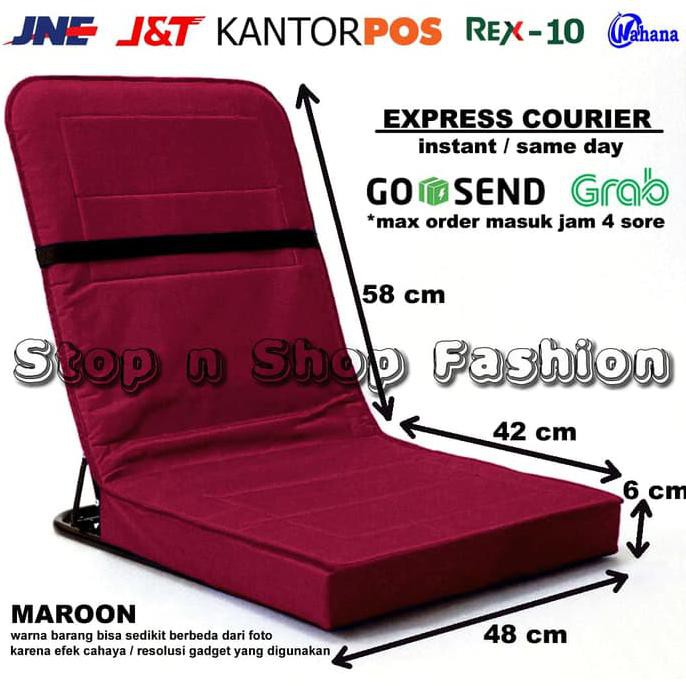 JNE J&T KANTORPOS REX-10 Wahana
EXPRESS COURIER
instant / same day
GO SEND Grab
*max order masuk jam 4 sore
58 cm
Stop n Shop Fashion
42 cm
6 cm
48 cm
MAROON
warna barang bisa sedikit berbeda dari foto
karena efek cahaya / resolusi gadget yang digunakan